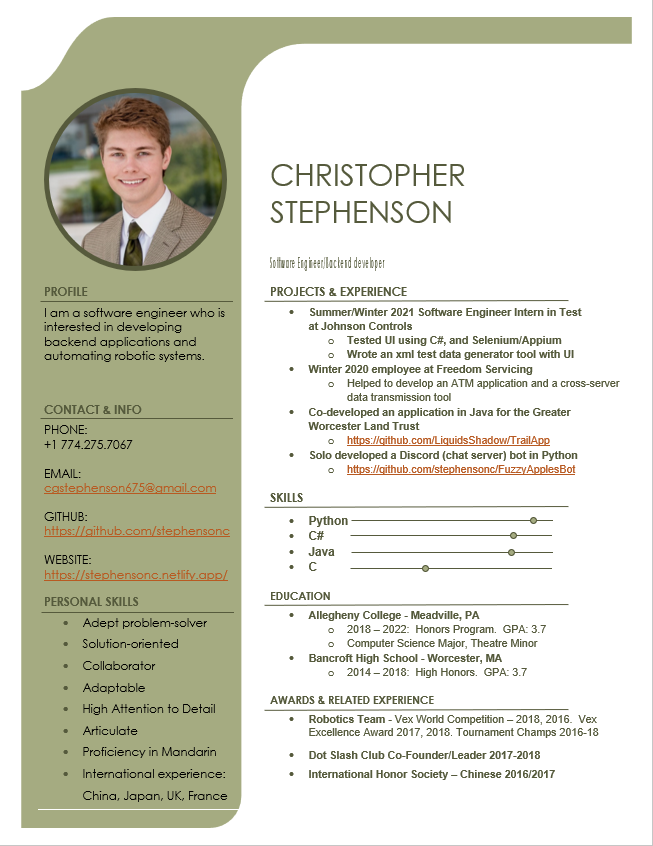 CHRISTOPHER
STEPHENSON
Software Engineer/Backend developer
PROFILE
I am a software engineer who is
interested in developing
backend applications and
automating robotic systems.
CONTACT & INFO
PHONE:
+1 774.275.7067
EMAIL:
cgstephenson675@gmail.com
GITHUB:
https://github.com/stephensonc
WEBSITE:
https://stephensonc.netlify.app/
PERSONAL SKILLS
• Adept problem-solver
• Solution-oriented
• Collaborator
• Adaptable
• High Attention to Detail
• Articulate
• Proficiency in Mandarin
• International experience:
China, Japan, UK, France
PROJECTS & EXPERIENCE
• Summer/Winter 2021 Software Engineer Intern in Test
at Johnson Controls
o Tested UI using C#, and Selenium/Appium
o Wrote an xml test data generator tool with UI
• Winter 2020 employee at Freedom Servicing
o Helped to develop an ATM application and a cross-server
data transmission tool
• Co-developed an application in Java for the Greater
Worcester Land Trust
o https://github.com/LiquidsShadow/TrailApp
• Solo developed a Discord (chat server) bot in Python
o https://github.com/stephensonc/FuzzyApplesBot
SKILLS
• Python
• C#
• Java
• C
EDUCATION
• Allegheny College - Meadville, PA
o 2018 – 2022: Honors Program. GPA: 3.7
o Computer Science Major, Theatre Minor
• Bancroft High School - Worcester, MA
o 2014 – 2018: High Honors. GPA: 3.7
AWARDS & RELATED EXPERIENCE
• Robotics Team - Vex World Competition – 2018, 2016. Vex
Excellence Award 2017, 2018. Tournament Champs 2016-18
• Dot Slash Club Co-Founder/Leader 2017-2018
• International Honor Society – Chinese 2016/2017